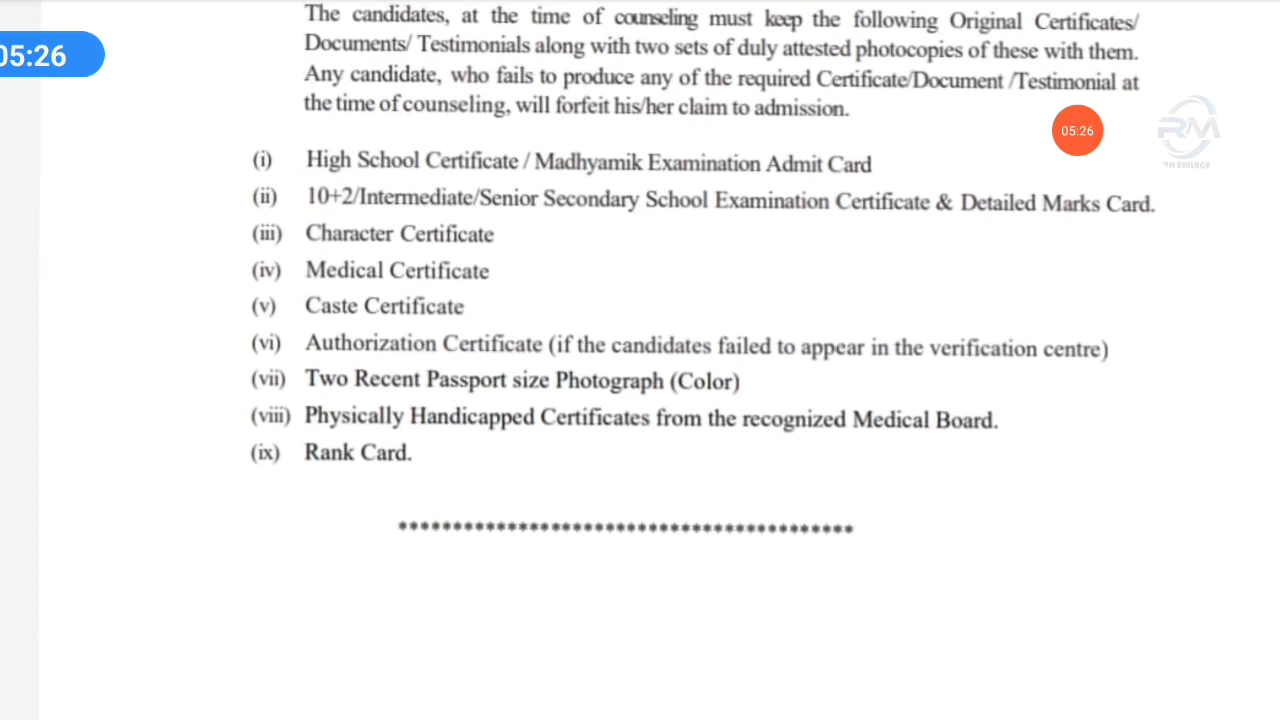 The candidates, at the time of counseling must keep the following Original Certificates/
05:26
Documents/ Testimonials along with two sets of duly attested photocopies of these with them.
Any candidate, who fails to produce any of the required Certificate/Document /Testimonial at
the time of counseling, will forfeit his/her claim to admission.
05:26
RM
RM BIOLOGY
(i) High School Certificate / Madhyamik Examination Admit Card
(ii) 10+2/Intermediate/Senior Secondary School Examination Certificate & Detailed Marks Card.
(iii) Character Certificate
(iv) Medical Certificate
(v) Caste Certificate
(vi) Authorization Certificate (if the candidates failed to appear in the verification centre)
(vii) Two Recent Passport size Photograph (Color)
(viii) Physically Handicapped Certificates from the recognized Medical Board.
(ix) Rank Card.
******************************************